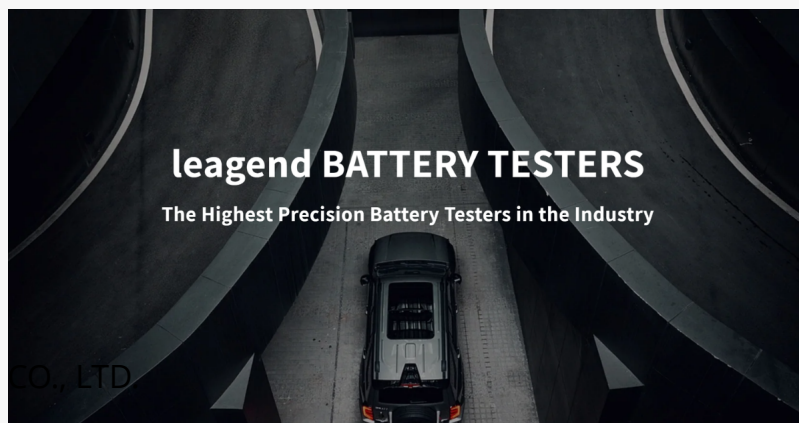 leagend BATTERY TESTERS
The Highest Precision Battery Testers in the Industry
CO., LTD.